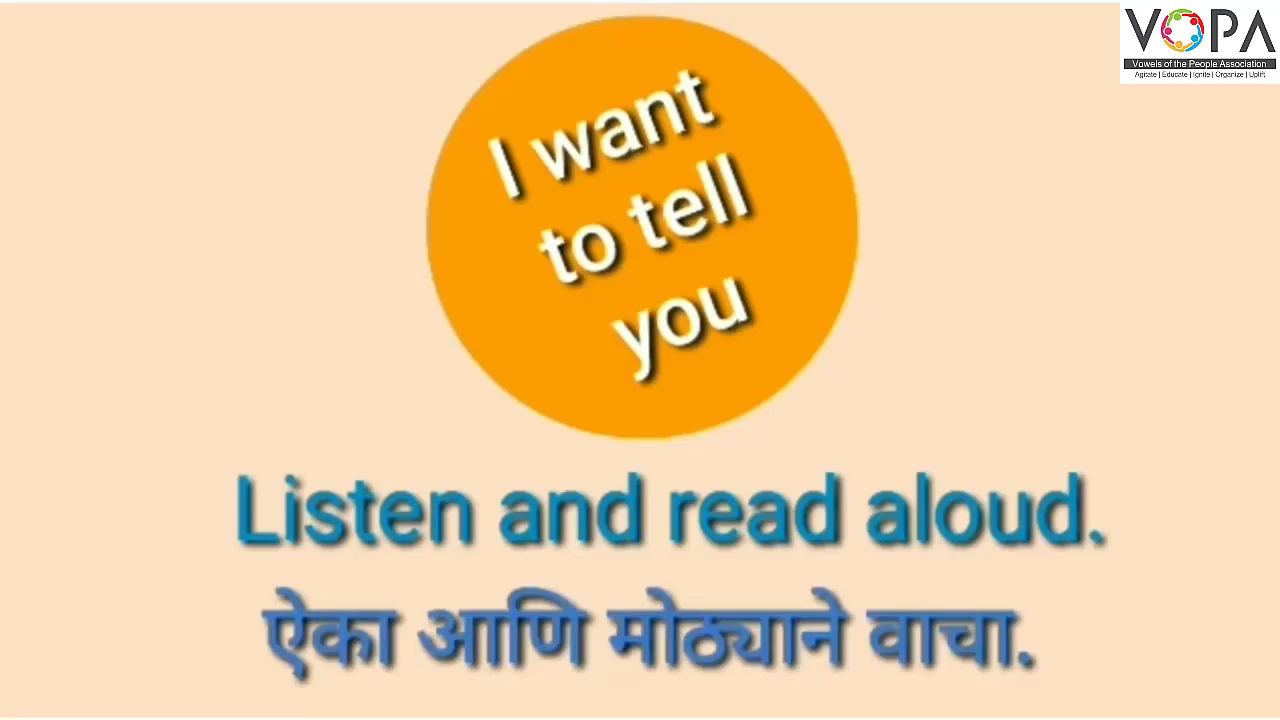 VOPA
Vowels of the People Association
Agitate | Educate | Ignite | Organize | Uplift
I want
to tell
you
Listen and read aloud.
ऐका आणि मोठ्याने वाचा.